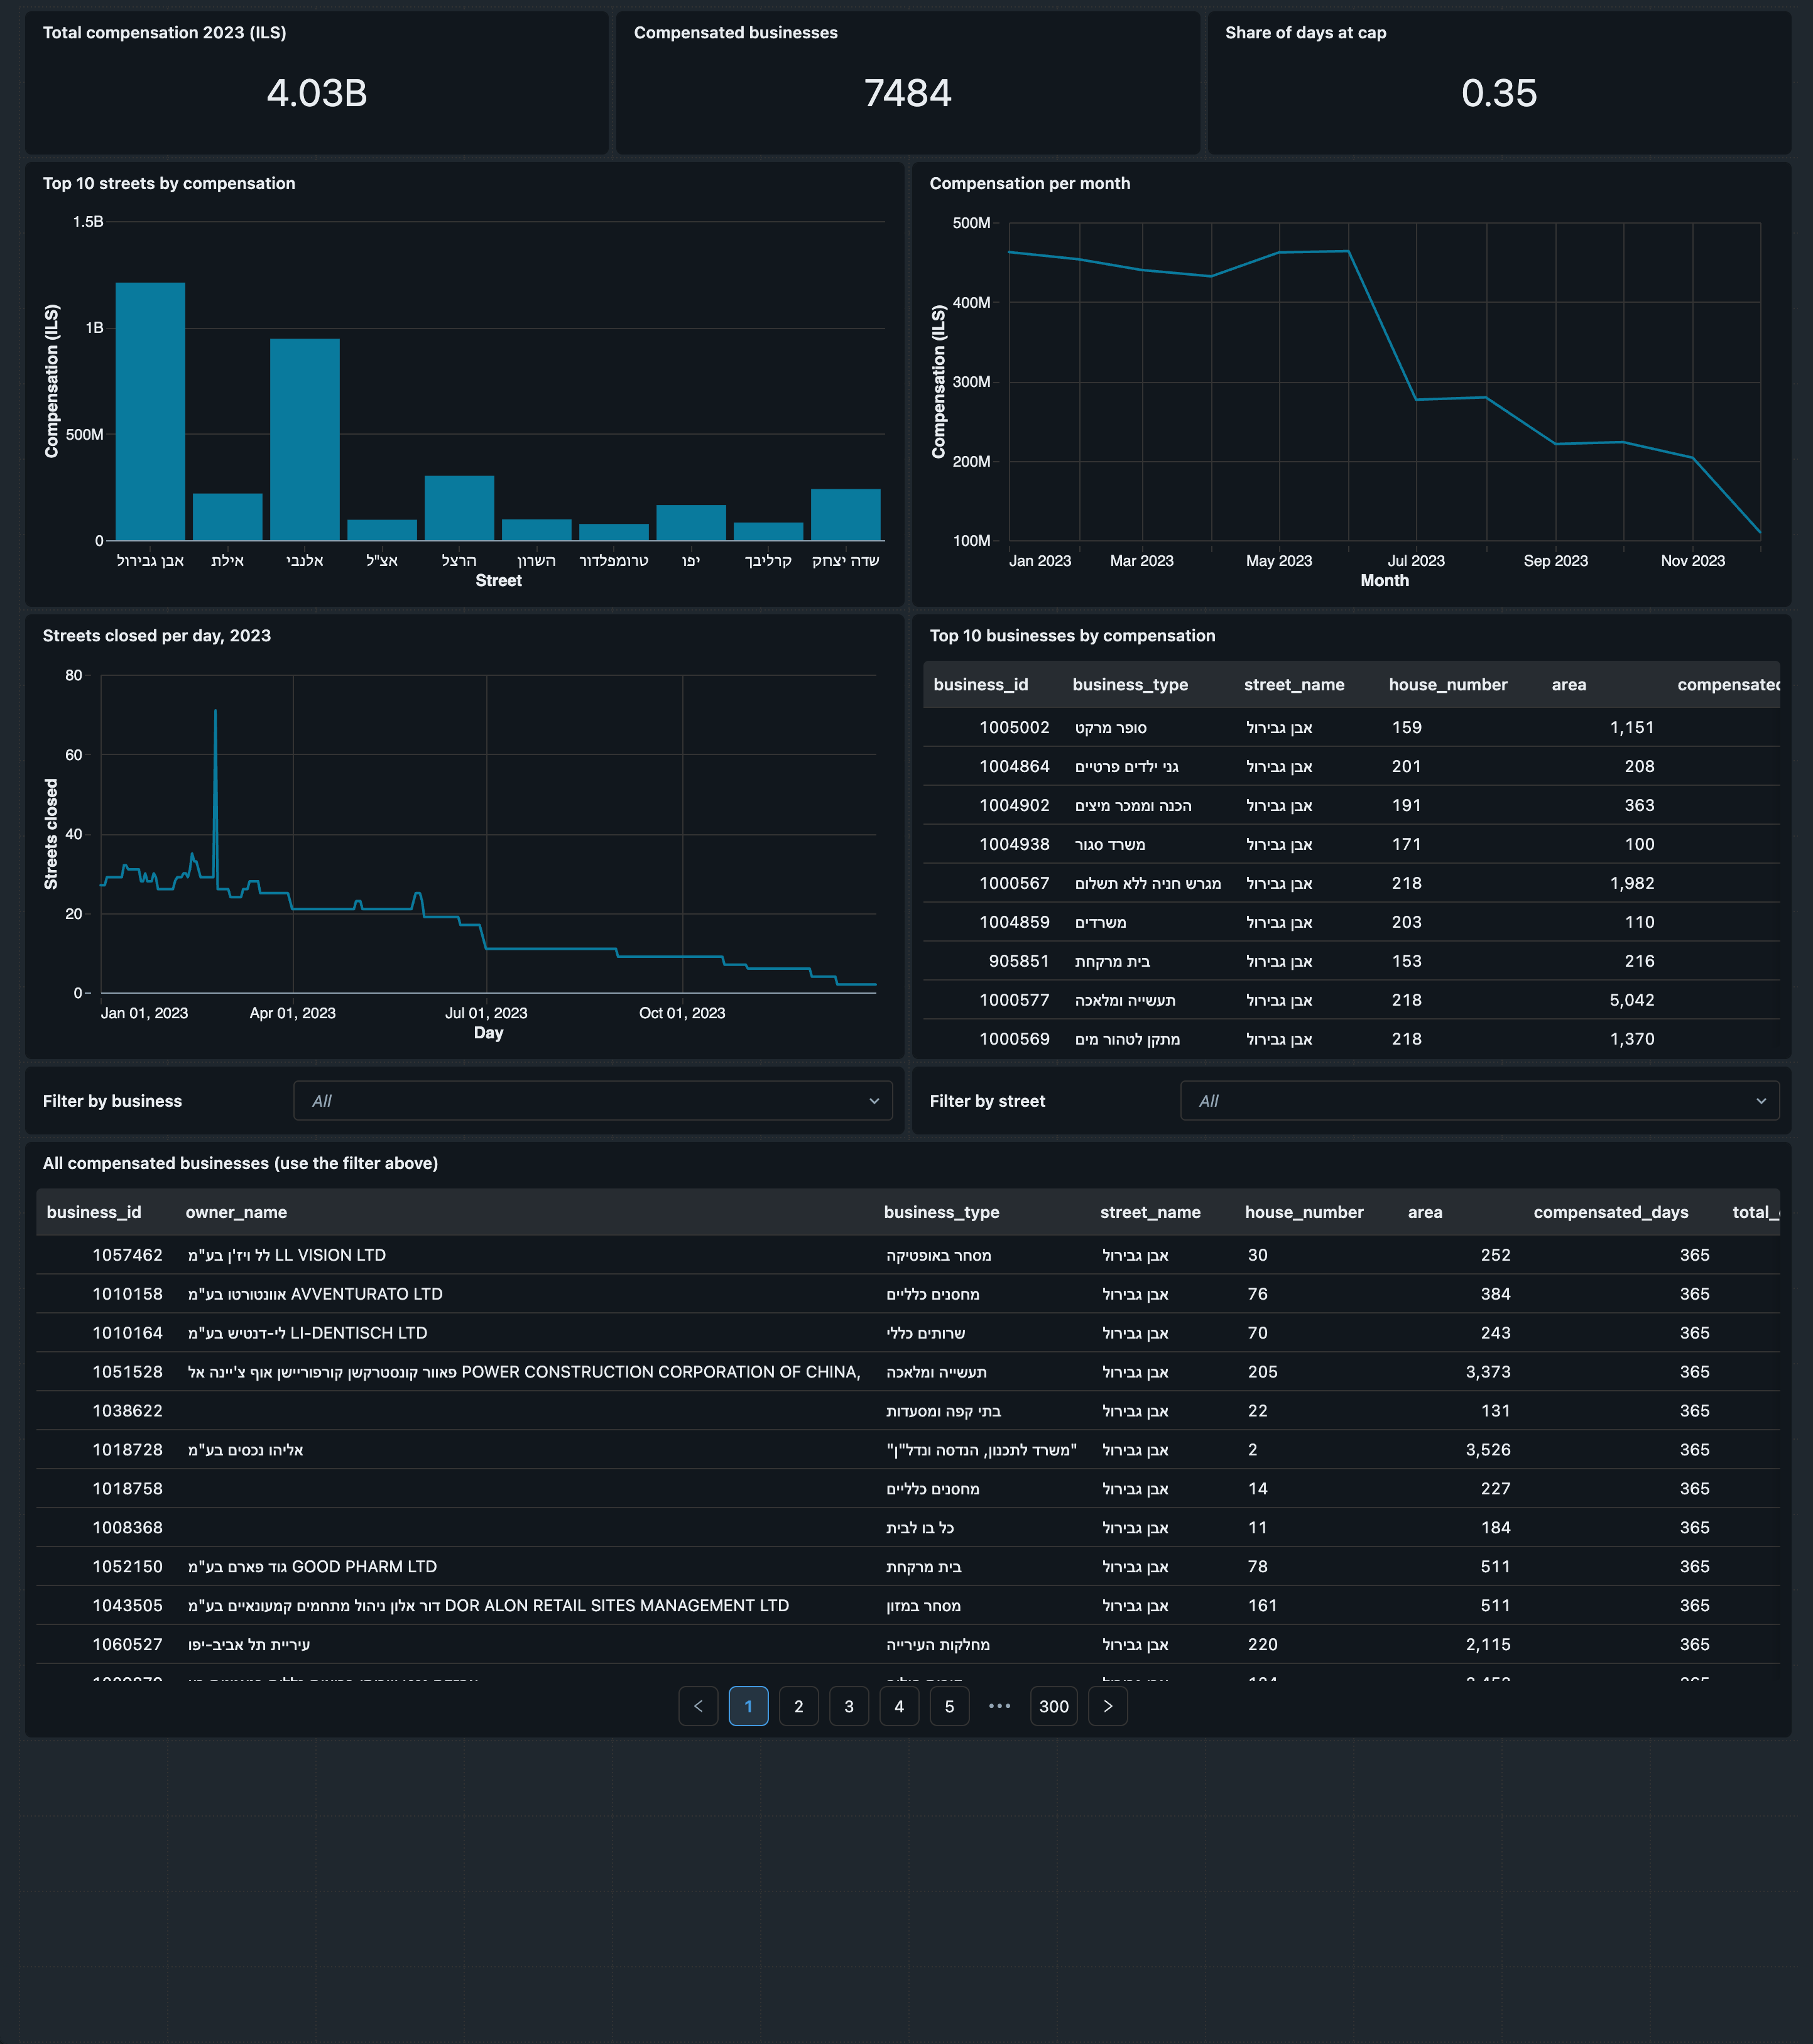 Total compensation 2023 (ILS)
4.03B
Compensated businesses
7484
Share of days at cap
0.35
Top 10 streets by compensation
Compensation (ILS)
1.5B
1B
500M
0
אבן גבירול אילת אלנבי אצ"ל הרצל השרון טרומפלדור יפו קרליבך שדה יצחק
Street
Compensation per month
Compensation (ILS)
500M
400M
300M
200M
100M
Jan 2023 Mar 2023 May 2023 Jul 2023 Sep 2023 Nov 2023
Month
Streets closed per day, 2023
Streets closed
80
60
40
20
0
Jan 01, 2023 Apr 01, 2023 Jul 01, 2023 Oct 01, 2023
Day
Top 10 businesses by compensation
business_id business_type street_name house_number area compensated
1005002 סופר מרקט אבן גבירול 159 1,151
1004864 גני ילדים פרטיים אבן גבירול 201 208
1004902 הכנה וממכר מיצים אבן גבירול 191 363
1004938 משרד סגור אבן גבירול 171 100
1000567 מגרש חניה ללא תשלום אבן גבירול 218 1,982
1004859 משרדים אבן גבירול 203 110
905851 בית מרקחת אבן גבירול 153 216
1000577 תעשייה ומלאכה אבן גבירול 218 5,042
1000569 מתקן לטהור מים אבן גבירול 218 1,370
Filter by business All
Filter by street All
All compensated businesses (use the filter above)
business_id owner_name business_type street_name house_number area compensated_days total_
1057462 לל ויז'ן בע"מ LL VISION LTD מסחר באופטיקה אבן גבירול 30 252 365
1010158 אוונטורטו בע"מ AVVENTURATO LTD מחסנים כלליים אבן גבירול 76 384 365
1010164 לי-דנטיש בע"מ LI-DENTISCH LTD שרותים כללי אבן גבירול 70 243 365
1051528 פאוור קונסטרקשן קורפוריישן אוף צ'יינה אל POWER CONSTRUCTION CORPORATION OF CHINA, תעשייה ומלאכה אבן גבירול 205 3,373 365
1038622 בתי קפה ומסעדות אבן גבירול 22 131 365
1018728 אליהו נכסים בע"מ "משרד לתכנון, הנדסה ונדל"ן" אבן גבירול 2 3,526 365
1018758 מחסנים כלליים אבן גבירול 14 227 365
1008368 כל בו לבית אבן גבירול 11 184 365
1052150 גוד פארם בע"מ GOOD PHARM LTD בית מרקחת אבן גבירול 78 511 365
1043505 דור אלון ניהול מתחמים קמעונאיים בע"מ DOR ALON RETAIL SITES MANAGEMENT LTD מסחר במזון אבן גבירול 161 511 365
1060527 עיריית תל אביב-יפו מחלקות העירייה אבן גבירול 220 2,115 365
1 2 3 4 5 ••• 300